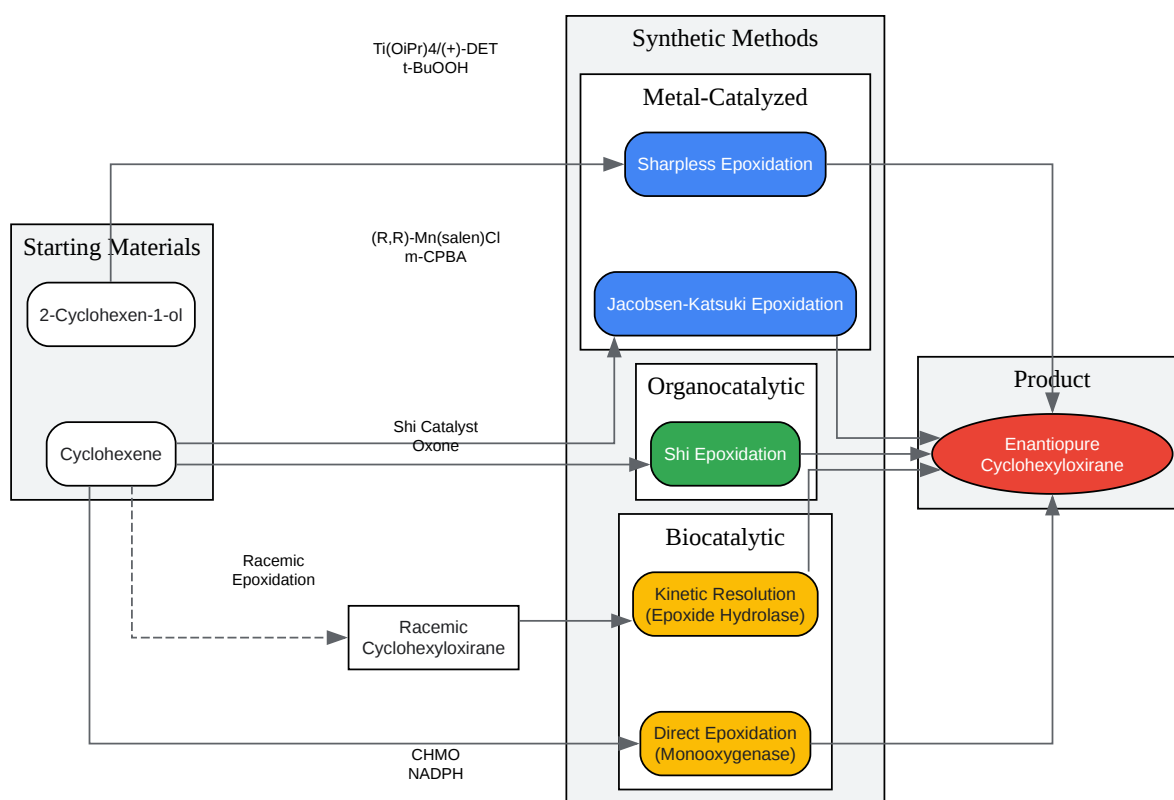 Synthetic Methods
Ti(OiPr)4/(+)-DET
t-BuOOH
Metal-Catalyzed
Sharpless Epoxidation
(R,R)-Mn(salen)Cl
m-CPBA
Starting Materials
2-Cyclohexen-1-ol
Jacobsen-Katsuki Epoxidation
Organocatalytic
Product
Shi Catalyst
Oxone
Cyclohexene
Shi Epoxidation
Enantiopure
Cyclohexyloxirane
Biocatalytic
Racemic
Epoxidation
Kinetic Resolution
(Epoxide Hydrolase)
Racemic
Cyclohexyloxirane
Direct Epoxidation
(Monooxygenase)
CHMO
NADPH